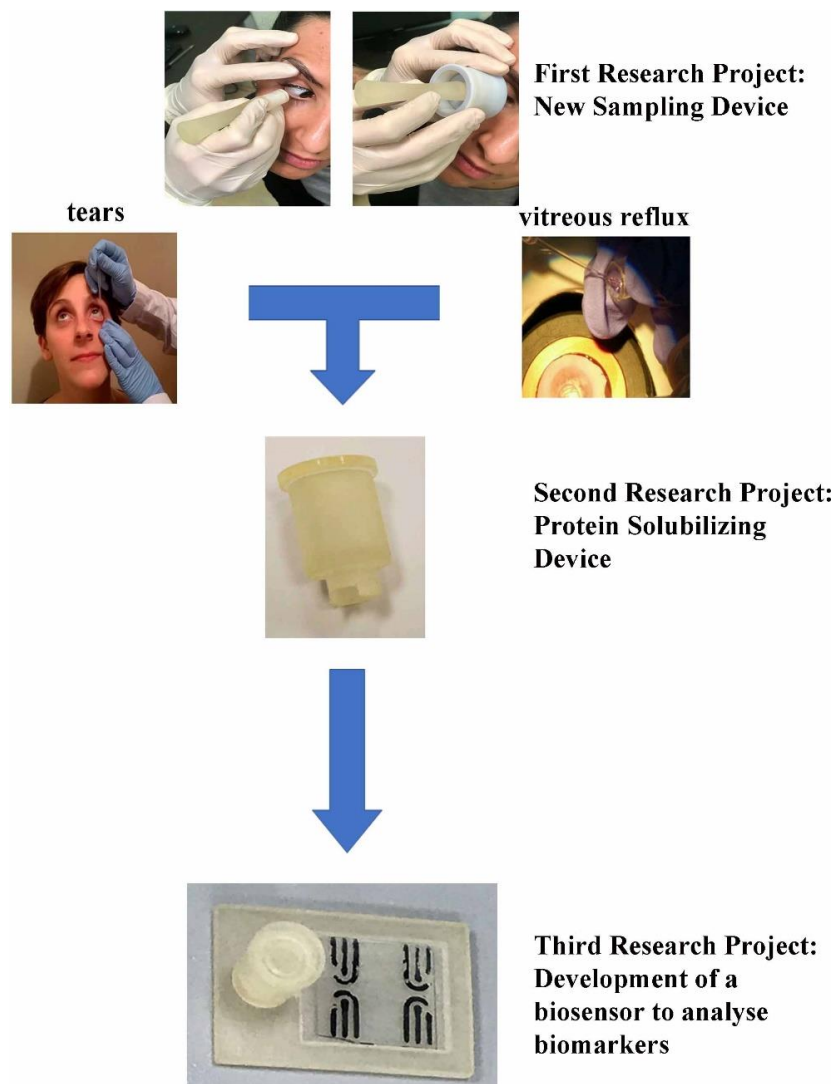 First Research Project:
New Sampling Device
tears
vitreous reflux
Second Research Project:
Protein Solubilizing
Device
Third Research Project:
Development of a
biosensor to analyse
biomarkers